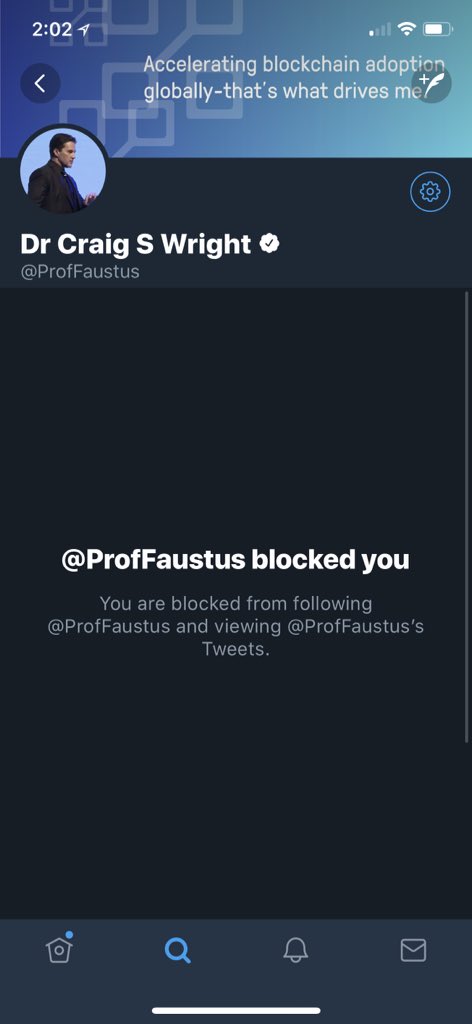 2:02
Accelerating blockchain adoption
globally-that's what drives me
Dr Craig S Wright
@ProfFaustus
@ProfFaustus blocked you
You are blocked from following
@ProfFaustus and viewing @ProfFaustus's
Tweets.